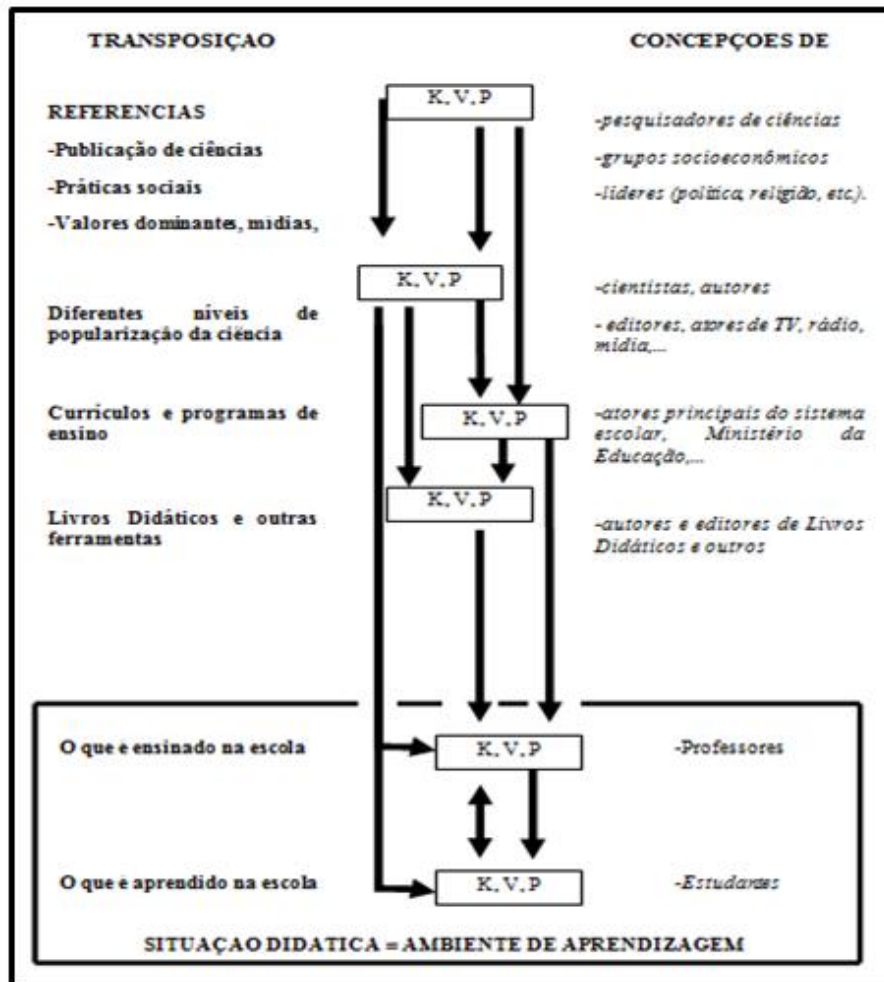 TRANSPOSIÇAO
CONCEPÇOES DE
K, V, P
REFERENCIAS
-Publicação de ciências
-Práticas sociais
-Valores dominantes, mídias,
-pesquisadores de ciências
-grupos socioeconômicos
-líderes (política, religião, etc.).
K, V, P
Diferentes níveis de
popularização da ciência
-cientistas, autores
- editores, atores de TV, rádio,
mídia,...
Currículos e programas de
ensino
K, V, P
-atores principais do sistema
escolar, Ministério da
Educação,...
K, V, P
Livros Didáticos e outras
ferramentas
-autores e editores de Livros
Didáticos e outros
O que é ensinado na escola
K, V, P
-Professores
O que é aprendido na escola
K, V, P
-Estudantes
SITUAÇAO DIDATICA = AMBIENTE DE APRENDIZAGEM